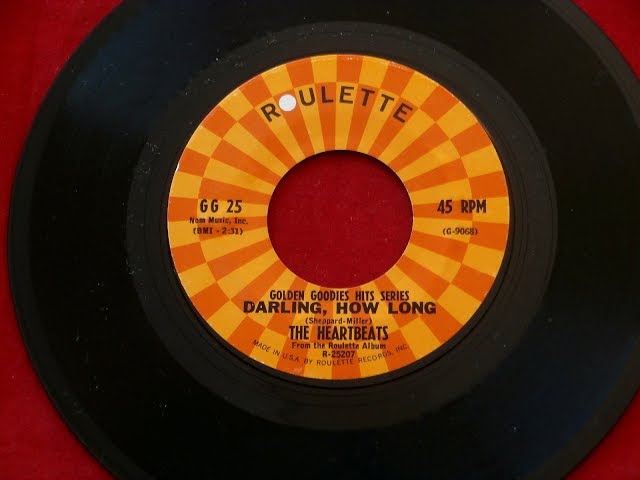 ROULETTE
GG 25
Nom Music, Inc.
(BMI - 2:31)
45 RPM
(G-9068)
GOLDEN GOODIES HITS SERIES
DARLING, HOW LONG
(Sheppard-Miller)
THE HEARTBEATS
From the Roulette Album
R-25207
MADE IN U.S.A. BY ROULETTE RECORDS, INC.